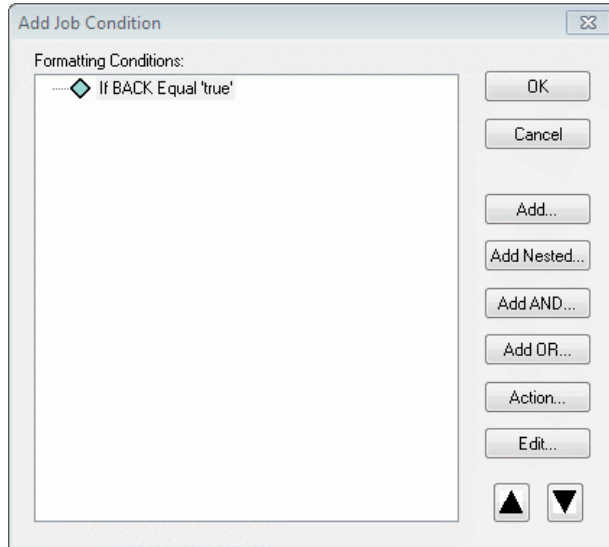 Add Job Condition
Formatting Conditions:
If BACK Equal 'true'
OK
Cancel
Add...
Add Nested...
Add AND...
Add OR...
Action...
Edit...